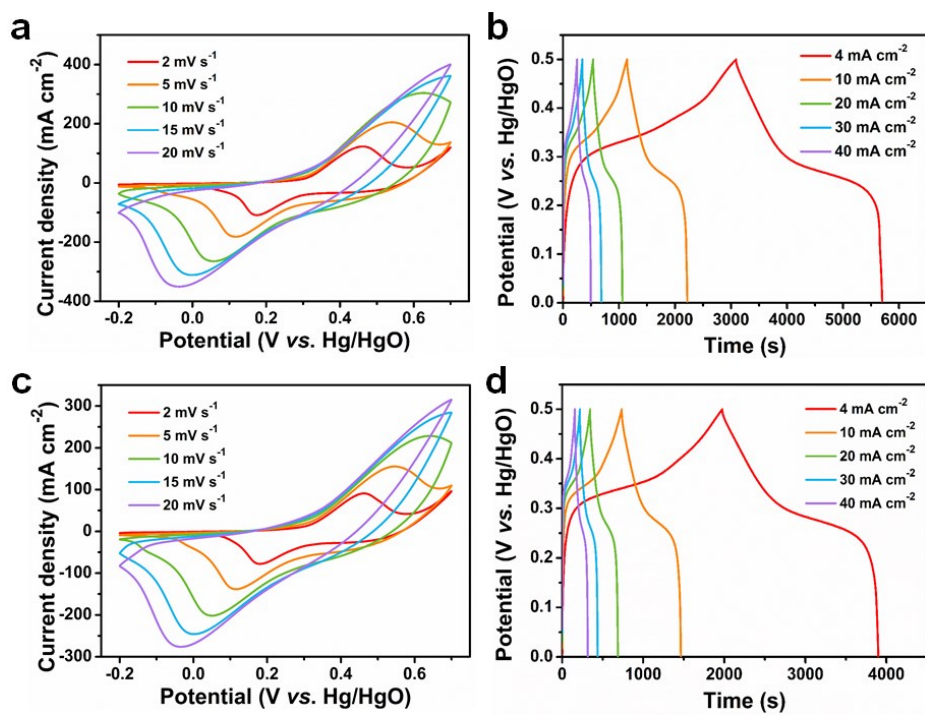 a
2 mV s⁻¹
5 mV s⁻¹
10 mV s⁻¹
15 mV s⁻¹
20 mV s⁻¹
400
200
0
-200
-400
-0.2 0.0 0.2 0.4 0.6
Current density (mA cm⁻²)
Potential (V vs. Hg/HgO)
b
4 mA cm⁻²
10 mA cm⁻²
20 mA cm⁻²
30 mA cm⁻²
40 mA cm⁻²
0.5
0.4
0.3
0.2
0.1
0.0
0 1000 2000 3000 4000 5000 6000
Potential (V vs. Hg/HgO)
Time (s)
c
2 mV s⁻¹
5 mV s⁻¹
10 mV s⁻¹
15 mV s⁻¹
20 mV s⁻¹
300
200
100
0
-100
-200
-300
-0.2 0.0 0.2 0.4 0.6
Current density (mA cm⁻²)
Potential (V vs. Hg/HgO)
d
4 mA cm⁻²
10 mA cm⁻²
20 mA cm⁻²
30 mA cm⁻²
40 mA cm⁻²
0.5
0.4
0.3
0.2
0.1
0.0
0 1000 2000 3000 4000
Potential (V vs. Hg/HgO)
Time (s)